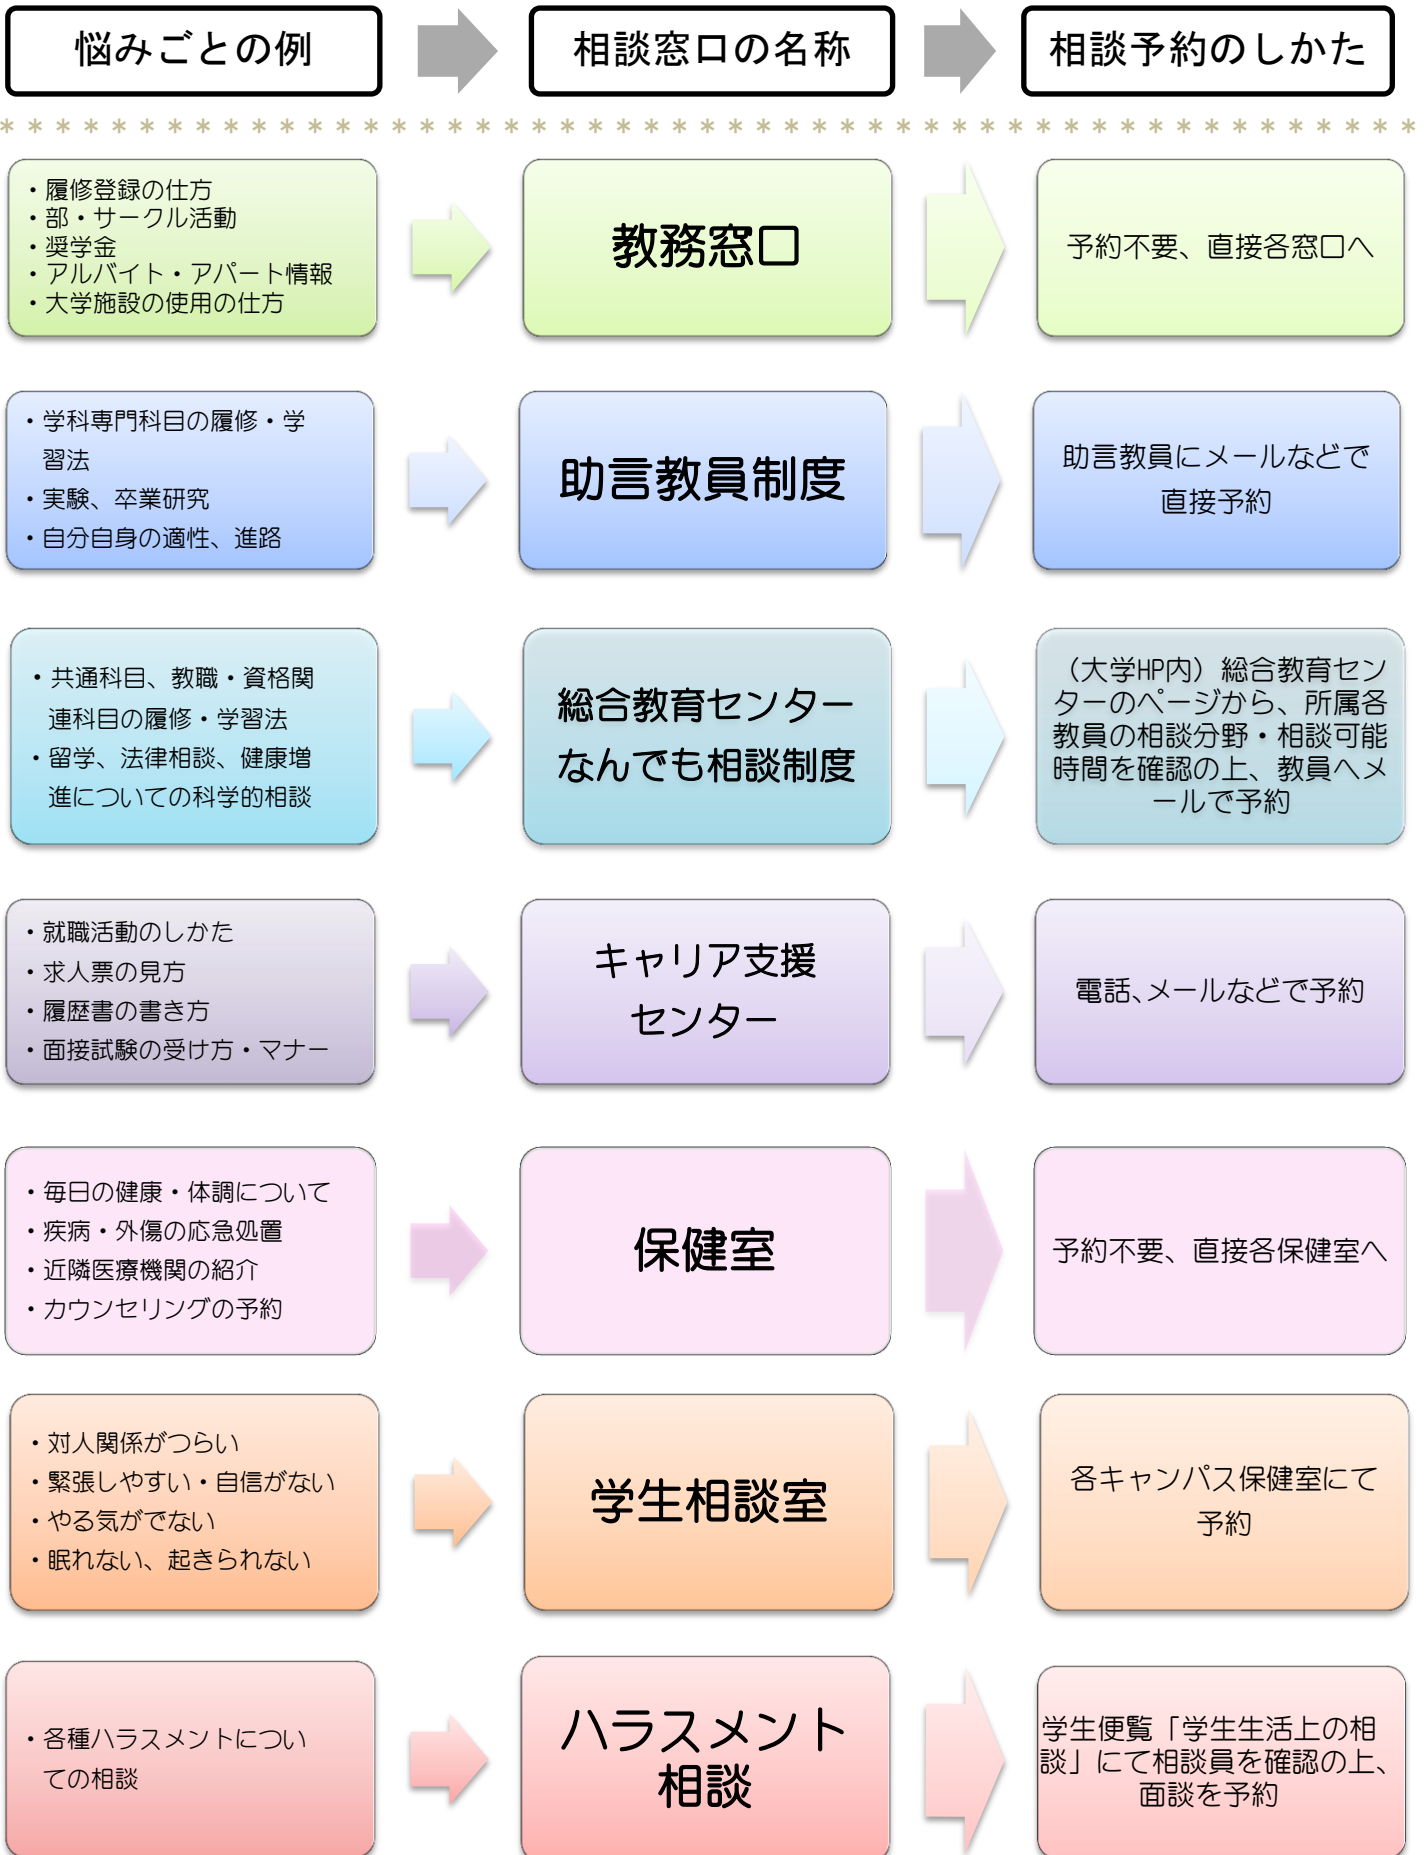 悩みごとの例
相談窓口の名称
相談予約のしかた
* * * * * * * * * * * * * * * * * * * * * * * * * * * * * * * * * * * * * * * * * * * * * * * * * * *
・履修登録の仕方
・部・サークル活動
・奨学金
・アルバイト・アパート情報
・大学施設の使用の仕方
教務窓口
予約不要、直接各窓口へ
・学科専門科目の履修・学
習法
・実験、卒業研究
・自分自身の適性、進路
助言教員制度
助言教員にメールなどで
直接予約
・共通科目、教職・資格関
連科目の履修・学習法
・留学、法律相談、健康増
進についての科学的相談
総合教育センター
なんでも相談制度
（大学HP内）総合教育セン
ターのページから、所属各
教員の相談分野・相談可能
時間を確認の上、教員へメ
ールで予約
・就職活動のしかた
・求人票の見方
・履歴書の書き方
・面接試験の受け方・マナー
キャリア支援
センター
電話、メールなどで予約
・毎日の健康・体調について
・疾病・外傷の応急処置
・近隣医療機関の紹介
・カウンセリングの予約
保健室
予約不要、直接各保健室へ
・対人関係がつらい
・緊張しやすい・自信がない
・やる気がでない
・眠れない、起きられない
学生相談室
各キャンパス保健室にて
予約
・各種ハラスメントについ
ての相談
ハラスメント
相談
学生便覧「学生生活上の相
談」にて相談員を確認の上、
面談を予約